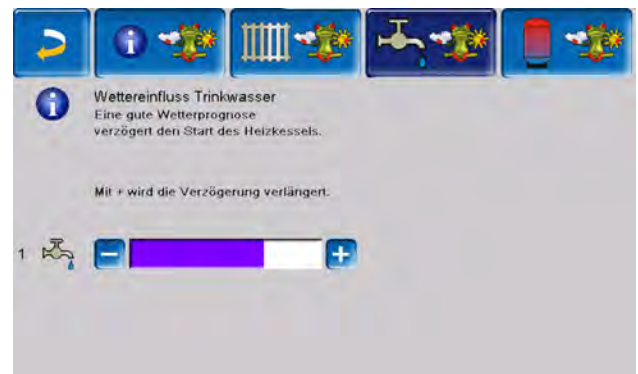 Wettereinfluss Trinkwasser
Eine gute Wetterprognose
verzögert den Start des Heizkessels.
Mit + wird die Verzögerung verlängert.
1